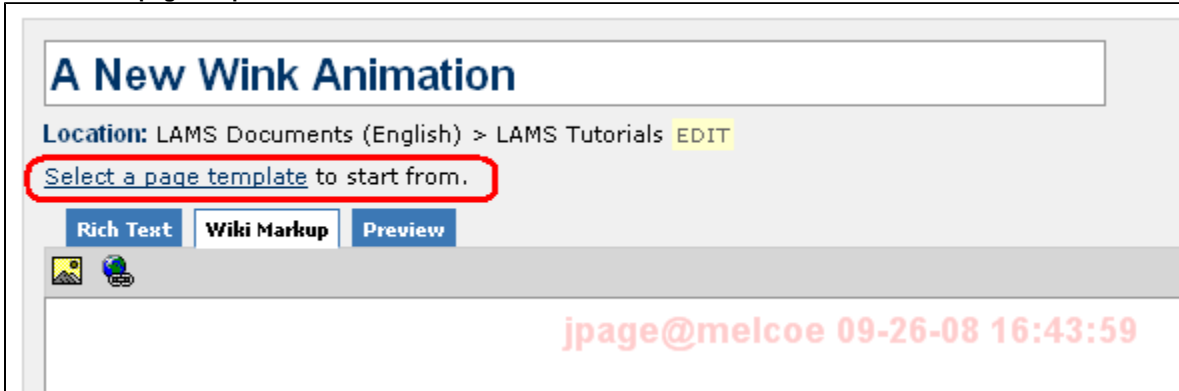 A New Wink Animation
Location: LAMS Documents (English) > LAMS Tutorials EDIT
Select a page template to start from.
Rich Text Wiki Markup Preview
jpage@melcoe 09-26-08 16:43:59